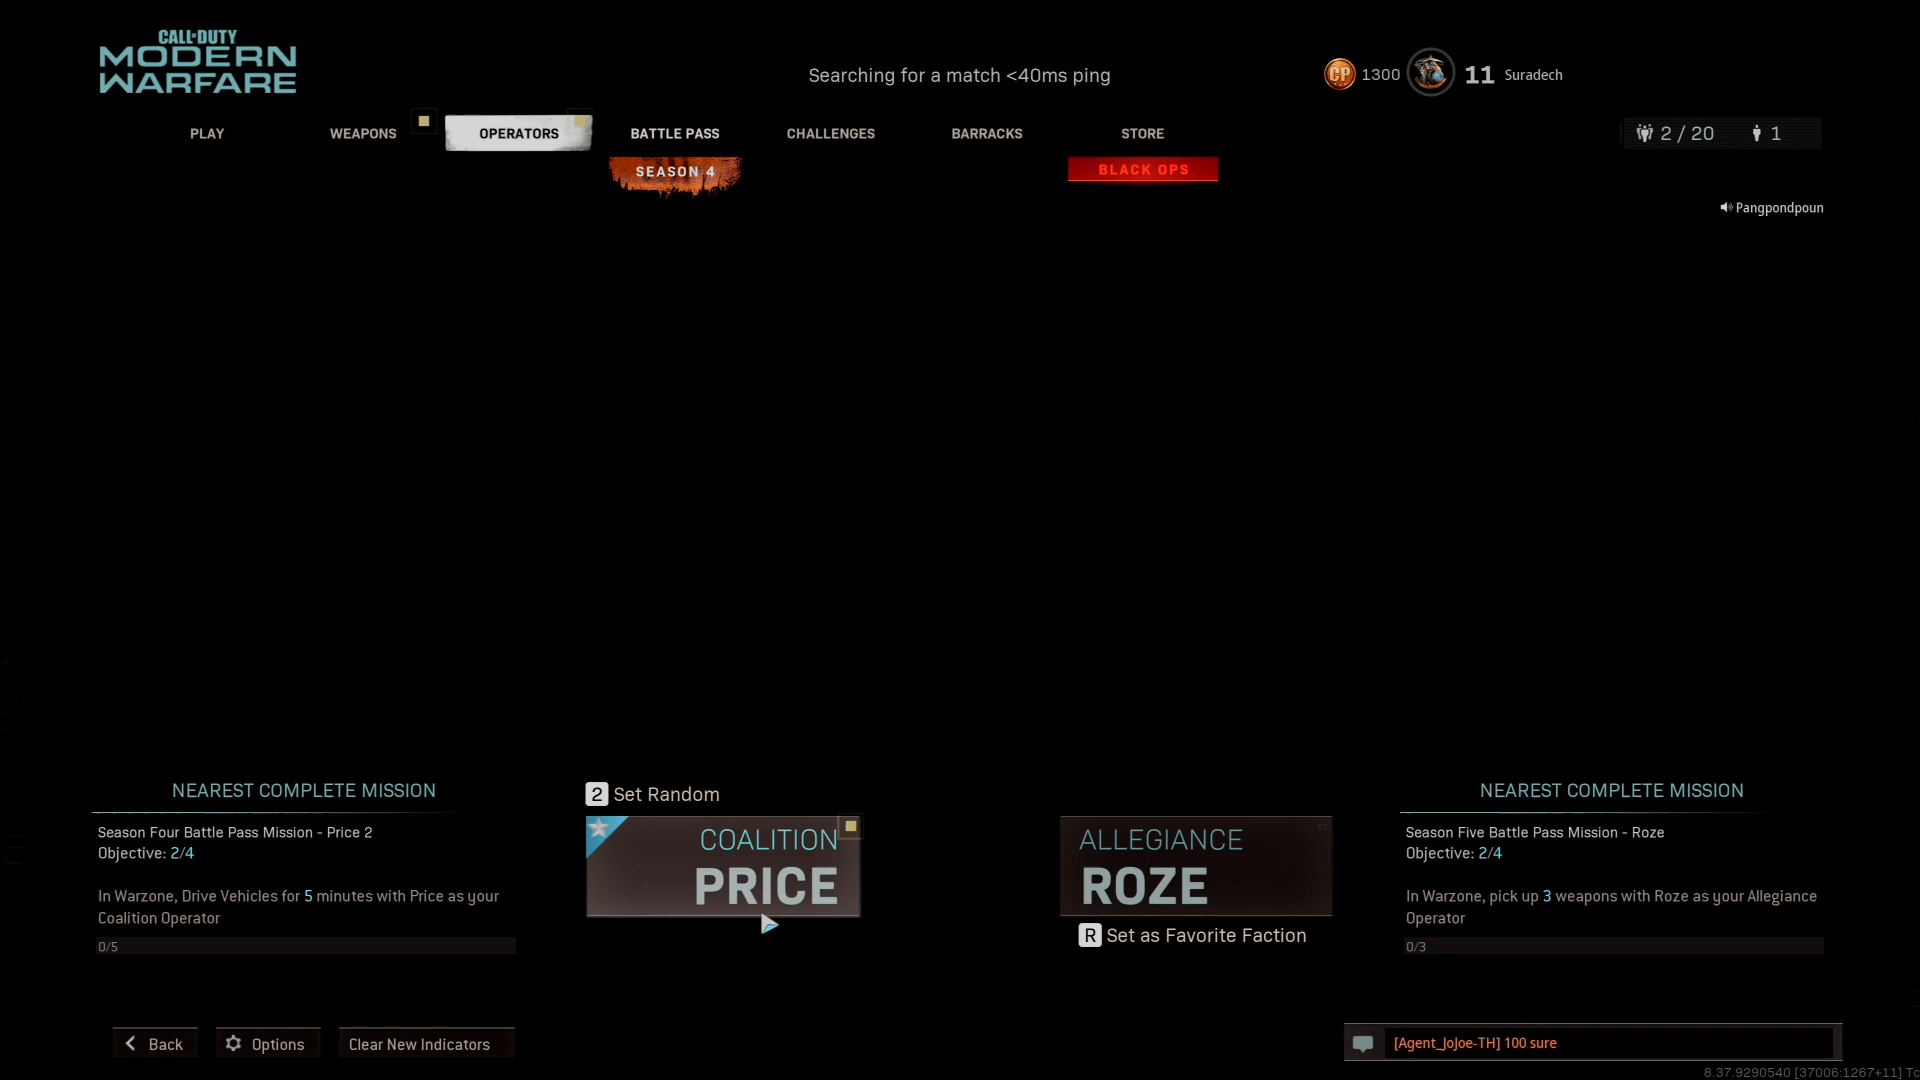 CALL OF DUTY
MODERN
WARFARE
Searching for a match <40ms ping
CP 1300 11 Suradech
PLAY WEAPONS OPERATORS BATTLE PASS CHALLENGES BARRACKS STORE
2 / 20 1
SEASON 4
BLACK OPS
Pangpondpoun
NEAREST COMPLETE MISSION
Season Four Battle Pass Mission - Price 2
Objective: 2/4
In Warzone, Drive Vehicles for 5 minutes with Price as your
Coalition Operator
0/5
2 Set Random
COALITION
PRICE
ALLEGIANCE
ROZE
R Set as Favorite Faction
NEAREST COMPLETE MISSION
Season Five Battle Pass Mission - Roze
Objective: 2/4
In Warzone, pick up 3 weapons with Roze as your Allegiance
Operator
0/3
Back Options Clear New Indicators
[Agent_JoJoe-TH] 100 sure
8.37.9290540 [37006:1267+11] Tc